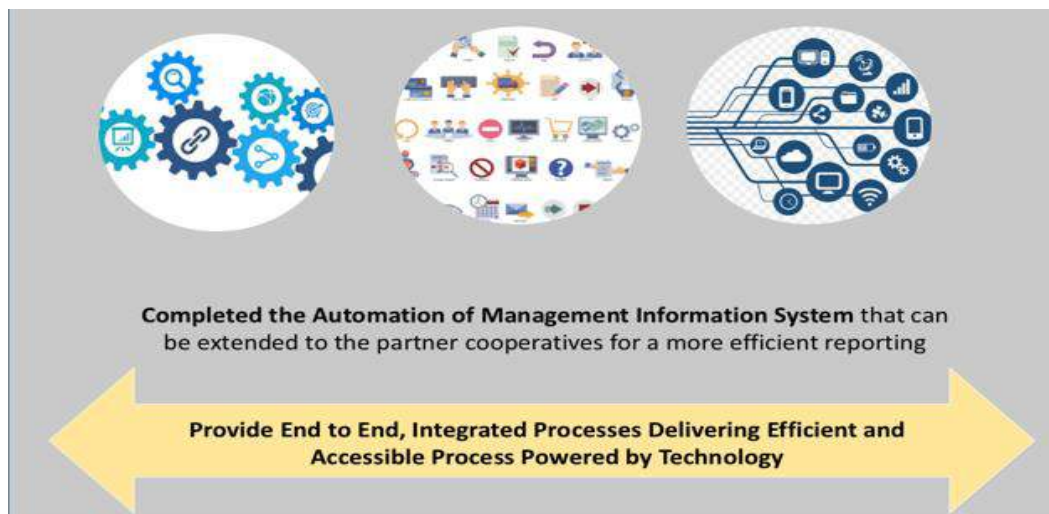 Completed the Automation of Management Information System that can
be extended to the partner cooperatives for a more efficient reporting
Provide End to End, Integrated Processes Delivering Efficient and
Accessible Process Powered by Technology